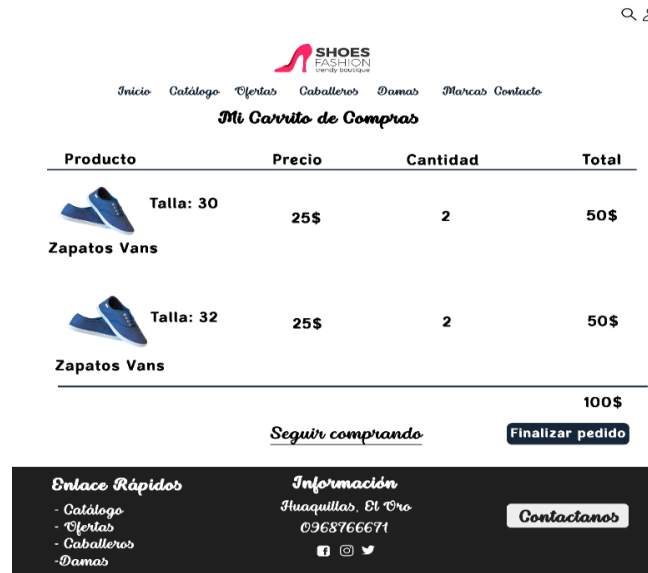 SHOES
FASHION
trendy boutique
Inicio Catálogo Ofertas Caballeros Damas Marcas Contacto
Mi Carrito de Compras
Producto Precio Cantidad Total
Talla: 30
25$ 2 50$
Zapatos Vans
Talla: 32
25$ 2 50$
Zapatos Vans
100$
Seguir comprando Finalizar pedido
Enlace Rápidos Información
- Catálogo Huaquillas, El Oro Contactanos
- Ofertas 0968766671
- Caballeros
-Damas